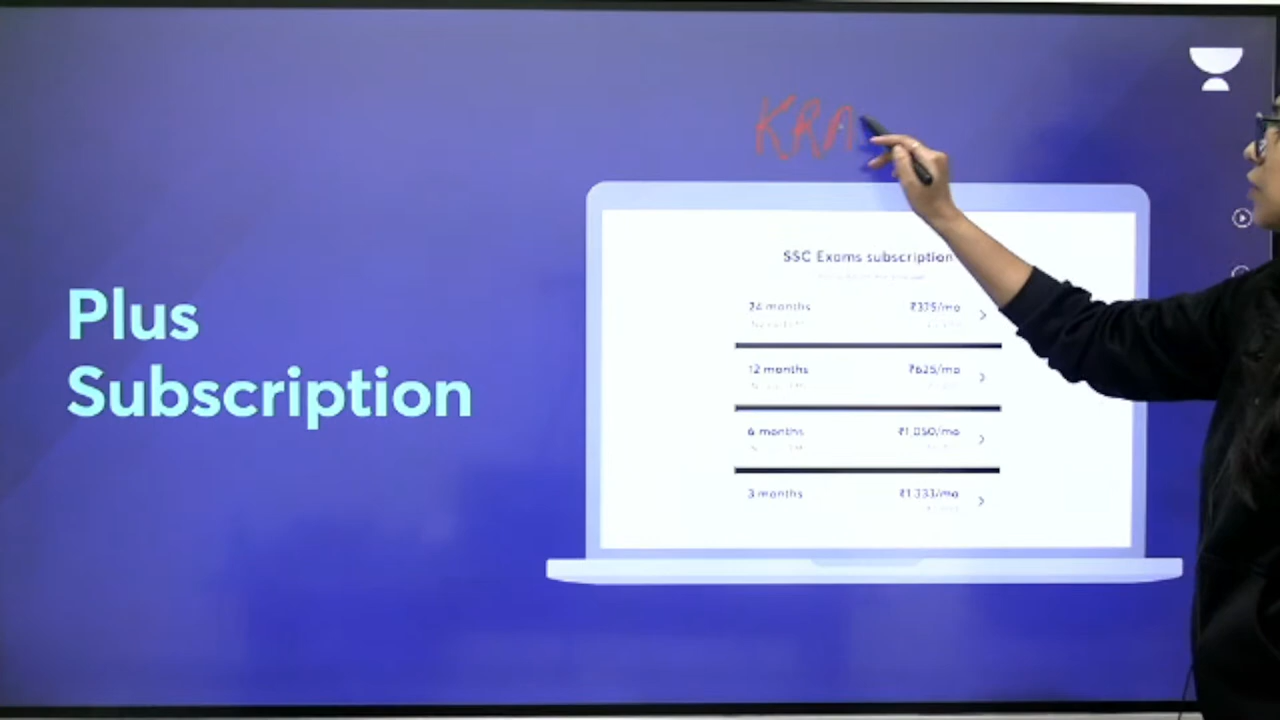 KRA
SSC Exams subscription
24 months ₹375/mo
12 months ₹625/mo
6 months ₹1,050/mo
3 months ₹1,333/mo
Plus
Subscription